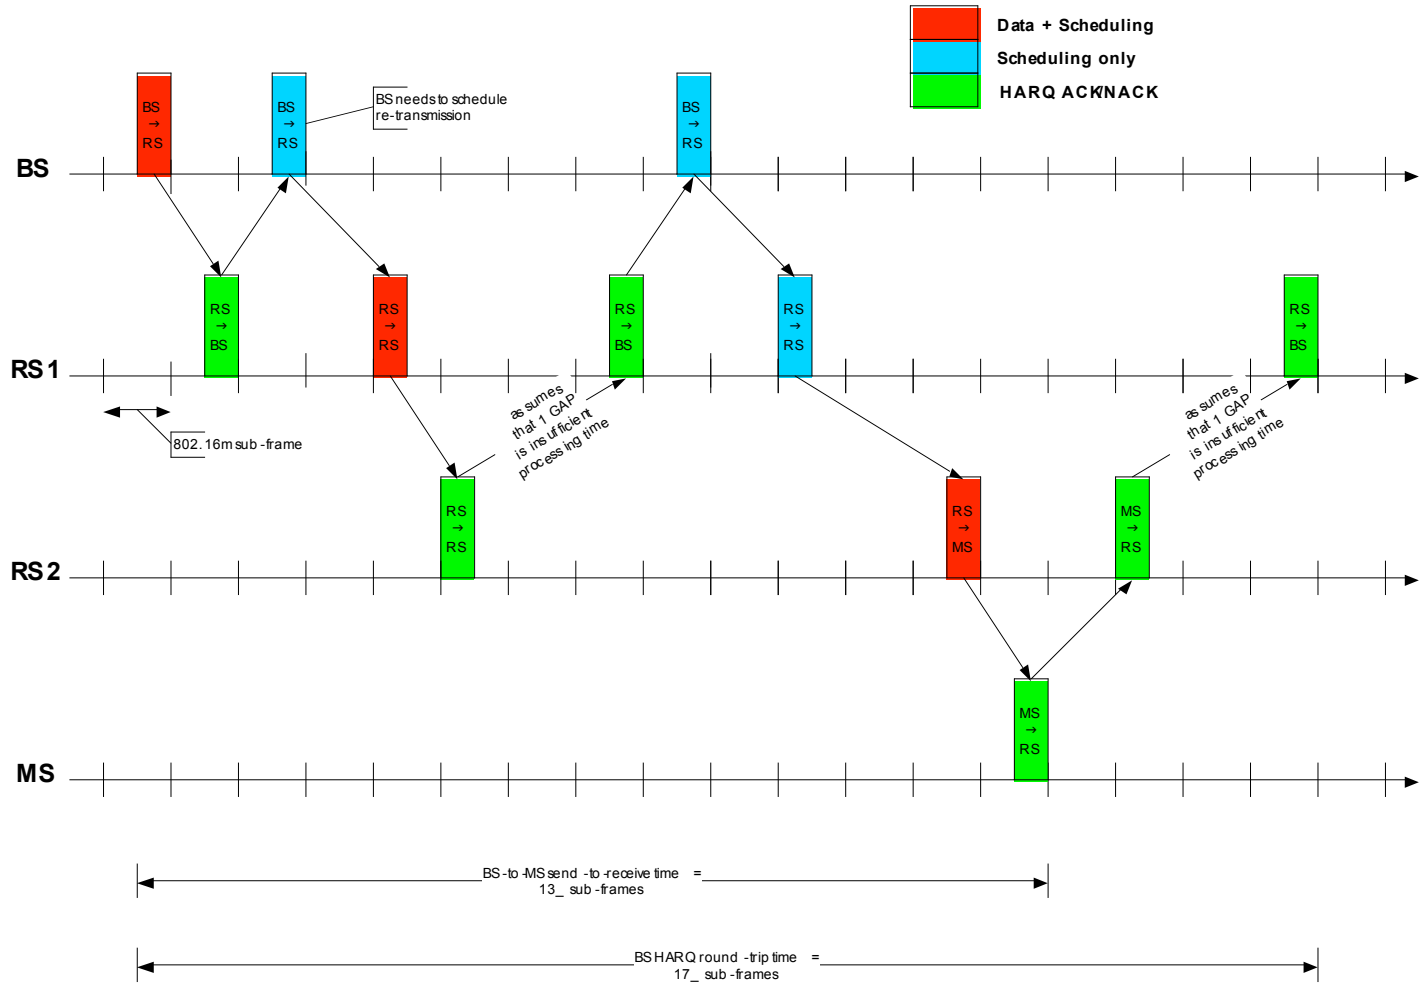 Data + Scheduling
Scheduling only
HARQ ACK/NACK
BS
→
RS
BS
→
RS
BS needs to schedule
re-transmission
BS
→
RS
BS
RS
→
BS
RS
→
RS
RS
→
BS
RS
→
RS
RS
→
BS
RS1
802.16m sub-frame
assumes
that 1 GAP
is insufficient
processing time
assumes
that 1 GAP
is insufficient
processing time
RS
→
RS
RS
→
MS
MS
→
RS
RS2
MS
→
RS
MS
BS-to-MS send-to-receive time =
13_ sub-frames
BS HARQ round-trip time =
17_ sub-frames